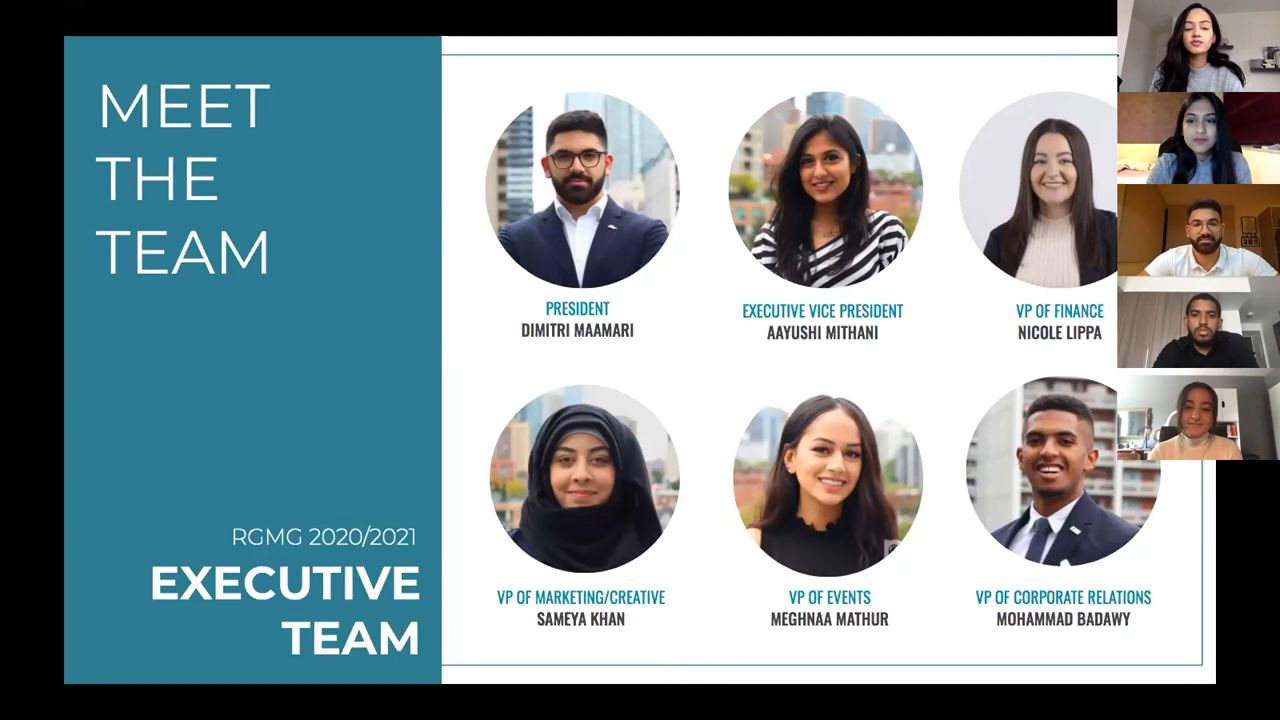 MEET
THE
TEAM
RGMG 2020/2021
EXECUTIVE
TEAM
PRESIDENT
DIMITRI MAAMARI
EXECUTIVE VICE PRESIDENT
AAYUSHI MITHANI
VP OF FINANCE
NICOLE LIPPA
VP OF MARKETING/CREATIVE
SAMEYA KHAN
VP OF EVENTS
MEGHNAA MATHUR
VP OF CORPORATE RELATIONS
MOHAMMAD BADAWY